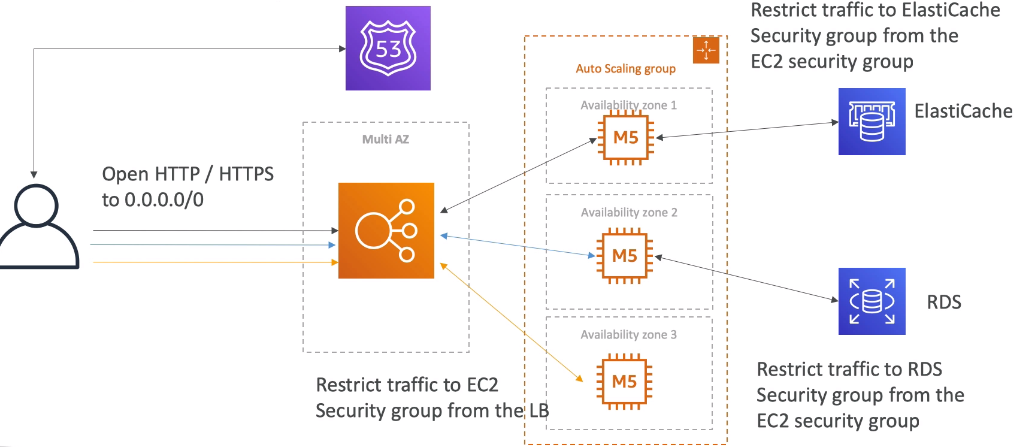 Restrict traffic to ElastiCache
Security group from the
EC2 security group
53
Auto Scaling group
Availability zone 1
M5
ElastiCache
Multi AZ
Open HTTP / HTTPS
to 0.0.0.0/0
Availability zone 2
M5
RDS
Availability zone 3
M5
Restrict traffic to EC2
Security group from the LB
Restrict traffic to RDS
Security group from the
EC2 security group